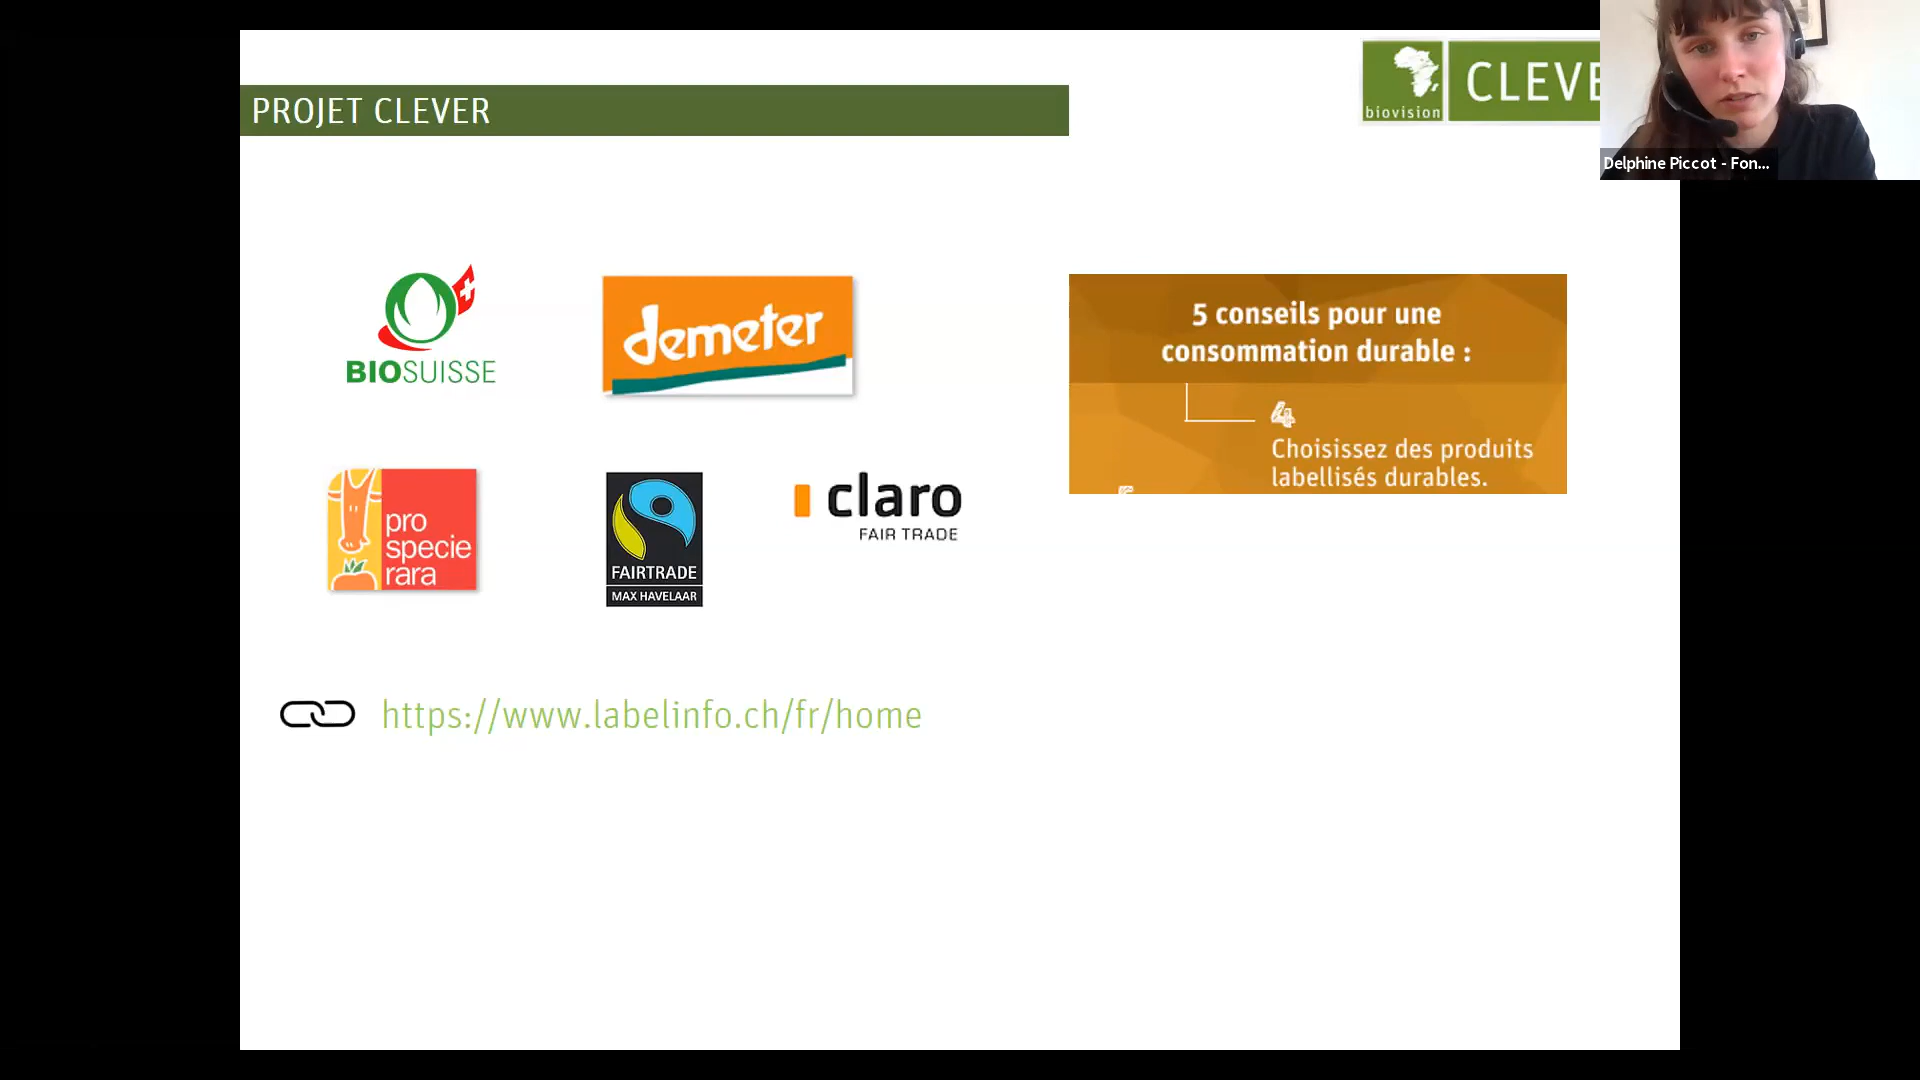 PROJET CLEVER
biovision
CLEVE
Delphine Piccot - Fon...
BIOSUISSE
demeter
5 conseils pour une
consommation durable :
4
Choisissez des produits
labellisés durables.
pro
specie
rara
FAIRTRADE
MAX HAVELAAR
claro
FAIR TRADE
https://www.labelinfo.ch/fr/home